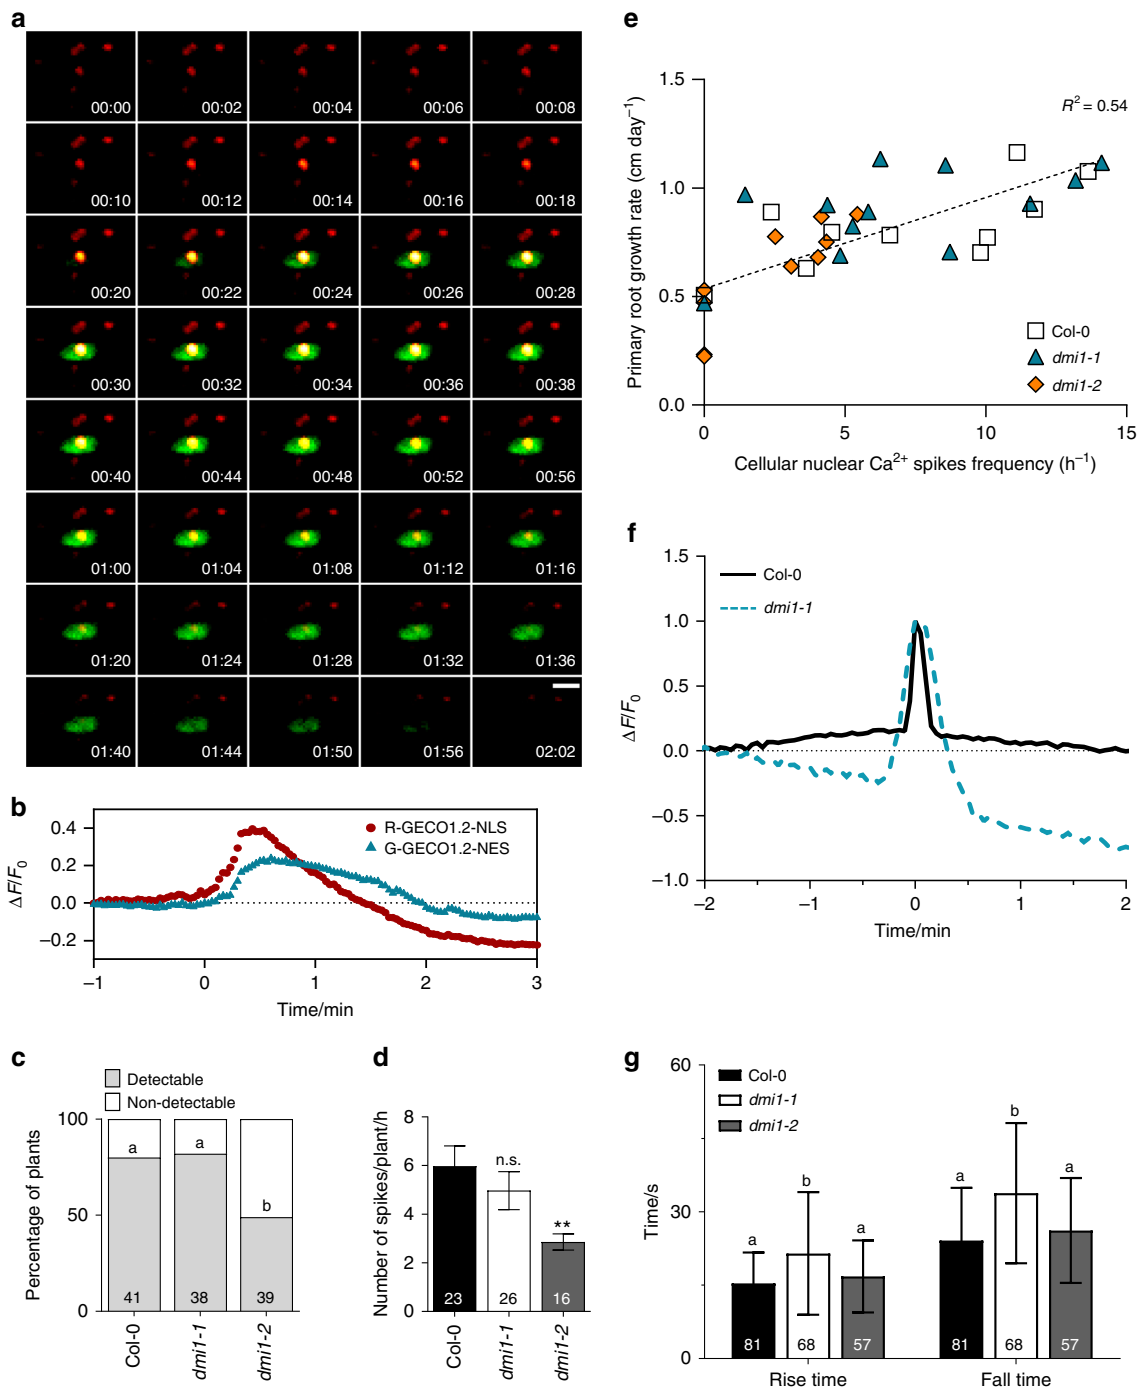 a
00:00 00:02 00:04 00:06 00:08
00:10 00:12 00:14 00:16 00:18
00:20 00:22 00:24 00:26 00:28
00:30 00:32 00:34 00:36 00:38
00:40 00:44 00:48 00:52 00:56
01:00 01:04 01:08 01:12 01:16
01:20 01:24 01:28 01:32 01:36
01:40 01:44 01:50 01:56 02:02
b
ΔF/F0
0.4
0.2
0.0
−0.2
R-GECO1.2-NLS
G-GECO1.2-NES
−1 0 1 2 3
Time/min
c
Detectable
Non-detectable
Percentage of plants
100
50
0
a a b
41 38 39
Col-0 dmi1-1 dmi1-2
d
Number of spikes/plant/h
8
6
4
2
0
n.s.
**
23 26 16
Col-0 dmi1-1 dmi1-2
e
Primary root growth rate (cm day⁻¹)
1.5
1.0
0.5
0.0
R² = 0.54
Col-0
dmi1-1
dmi1-2
0 5 10 15
Cellular nuclear Ca²⁺ spikes frequency (h⁻¹)
f
ΔF/F0
1.5
1.0
0.5
0.0
−0.5
−1.0
Col-0
dmi1-1
−2 −1 0 1 2
Time/min
g
Time/s
60
30
0
Col-0
dmi1-1
dmi1-2
a b a a b a
81 68 57 81 68 57
Rise time Fall time